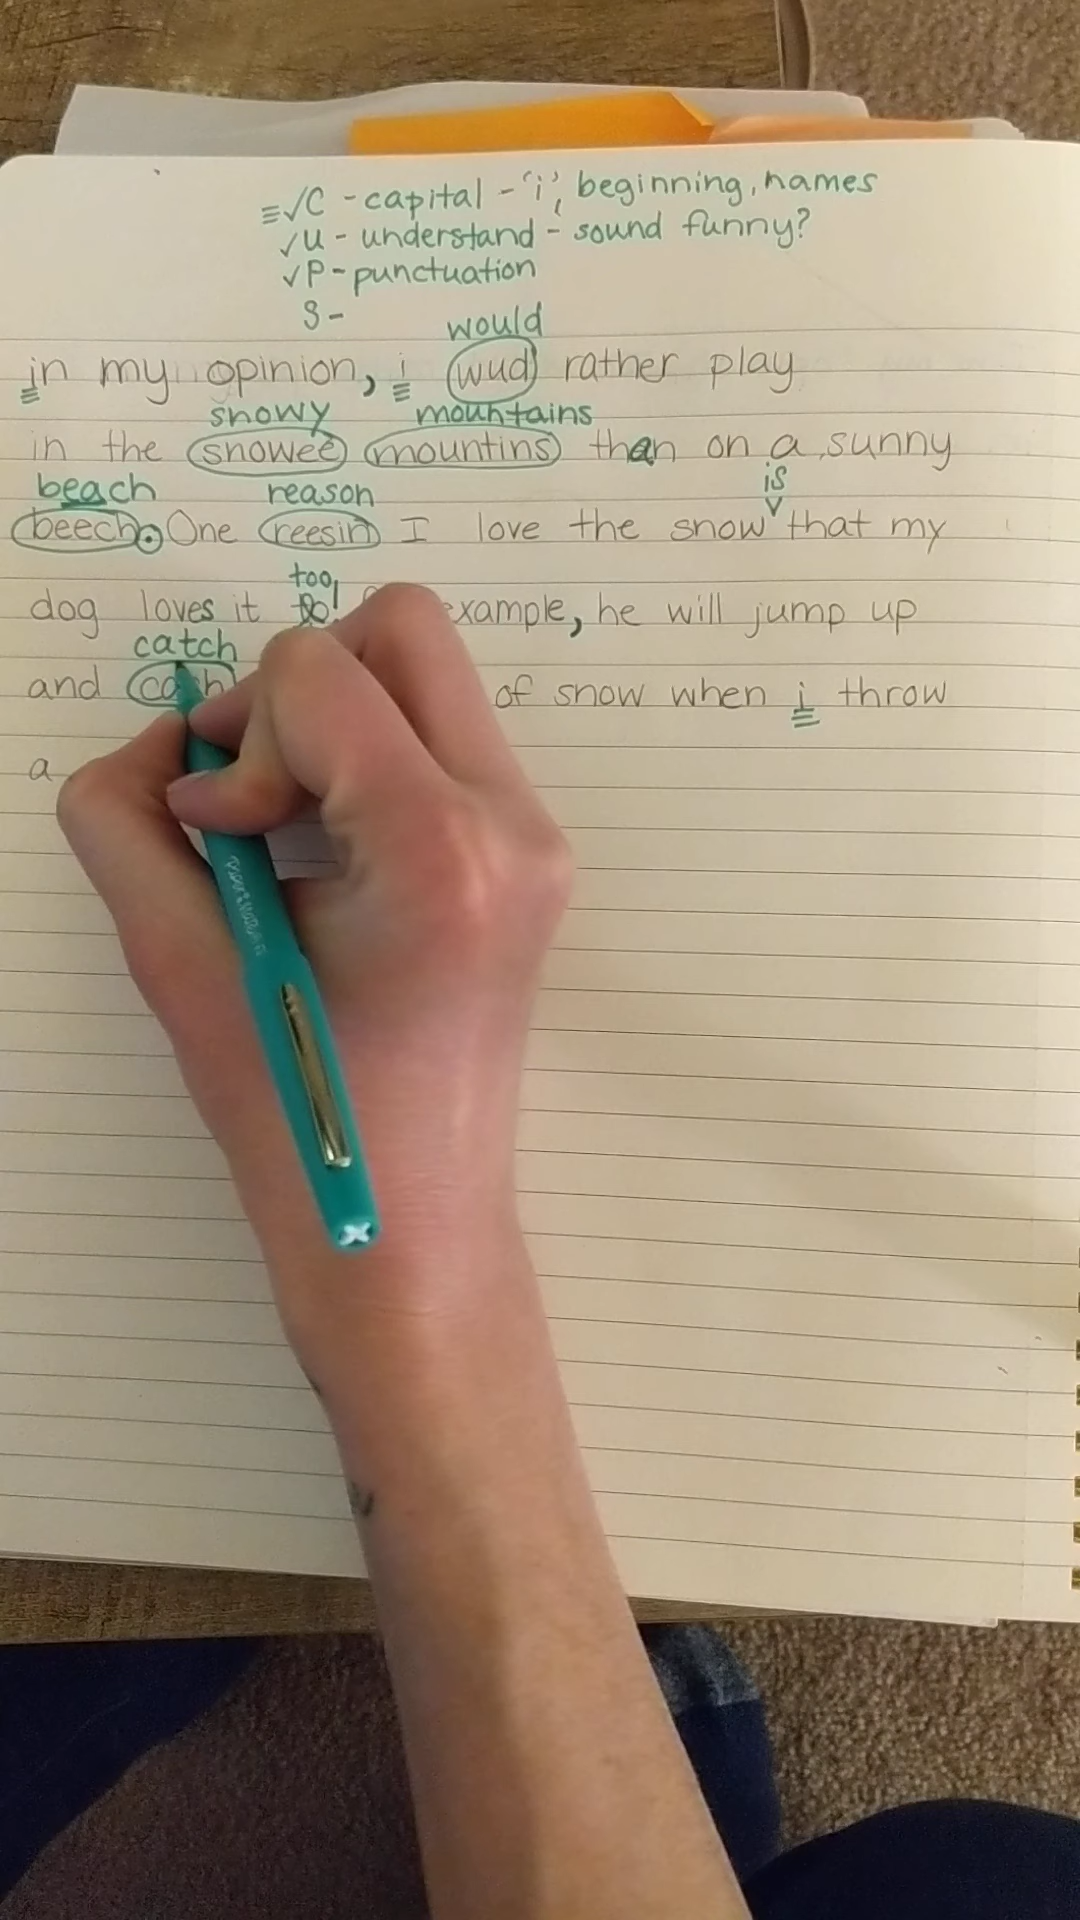 ≡✓C - capital - 'i', beginning, names
✓U - understand - sound funny?
✓P - punctuation
S -
would
in my opinion, i wud rather play
snowy mountains
in the snowee mountins than on a sunny
beach reason is
beech. One reesin I love the snow that my
too!
dog loves it example, he will jump up
catch
and of snow when i throw
a